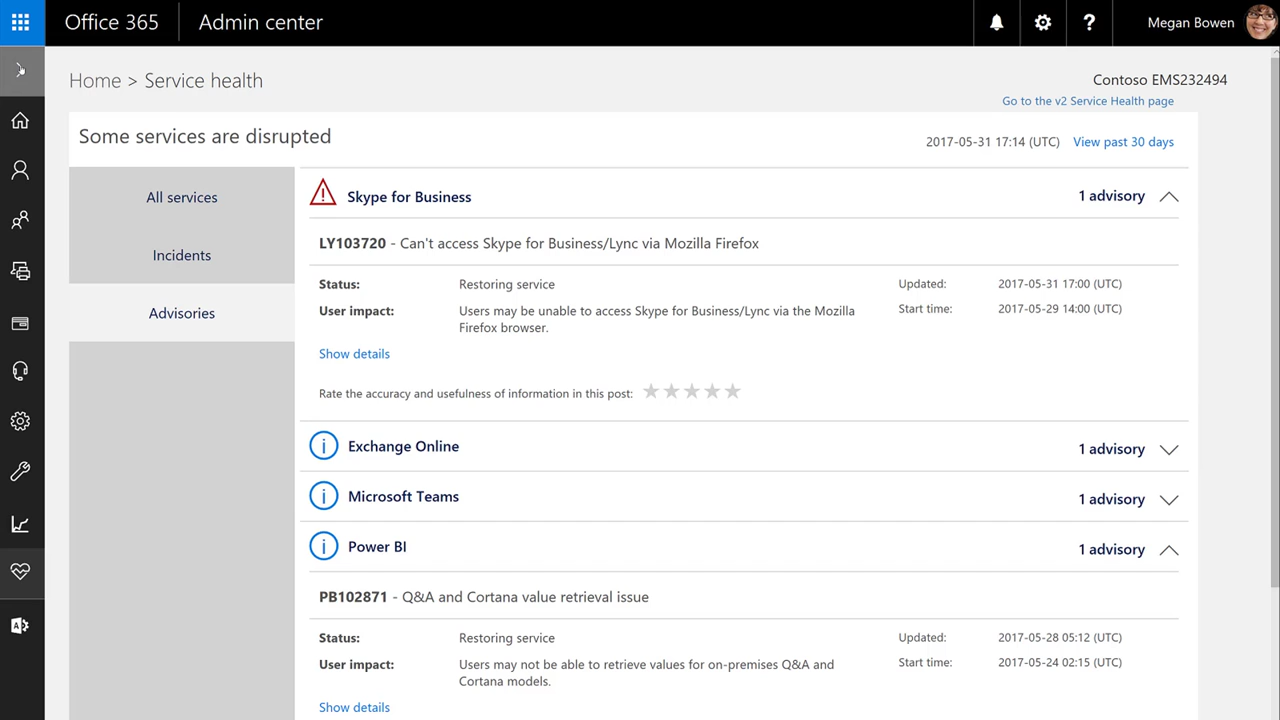 Office 365 Admin center
Megan Bowen
Home > Service health
Contoso EMS232494
Go to the v2 Service Health page
Some services are disrupted
2017-05-31 17:14 (UTC) View past 30 days
All services
Incidents
Advisories
Skype for Business 1 advisory
LY103720 - Can't access Skype for Business/Lync via Mozilla Firefox
Status: Restoring service Updated: 2017-05-31 17:00 (UTC)
User impact: Users may be unable to access Skype for Business/Lync via the Mozilla Start time: 2017-05-29 14:00 (UTC)
Firefox browser.
Show details
Rate the accuracy and usefulness of information in this post:
Exchange Online 1 advisory
Microsoft Teams 1 advisory
Power BI 1 advisory
PB102871 - Q&A and Cortana value retrieval issue
Status: Restoring service Updated: 2017-05-28 05:12 (UTC)
User impact: Users may not be able to retrieve values for on-premises Q&A and Start time: 2017-05-24 02:15 (UTC)
Cortana models.
Show details